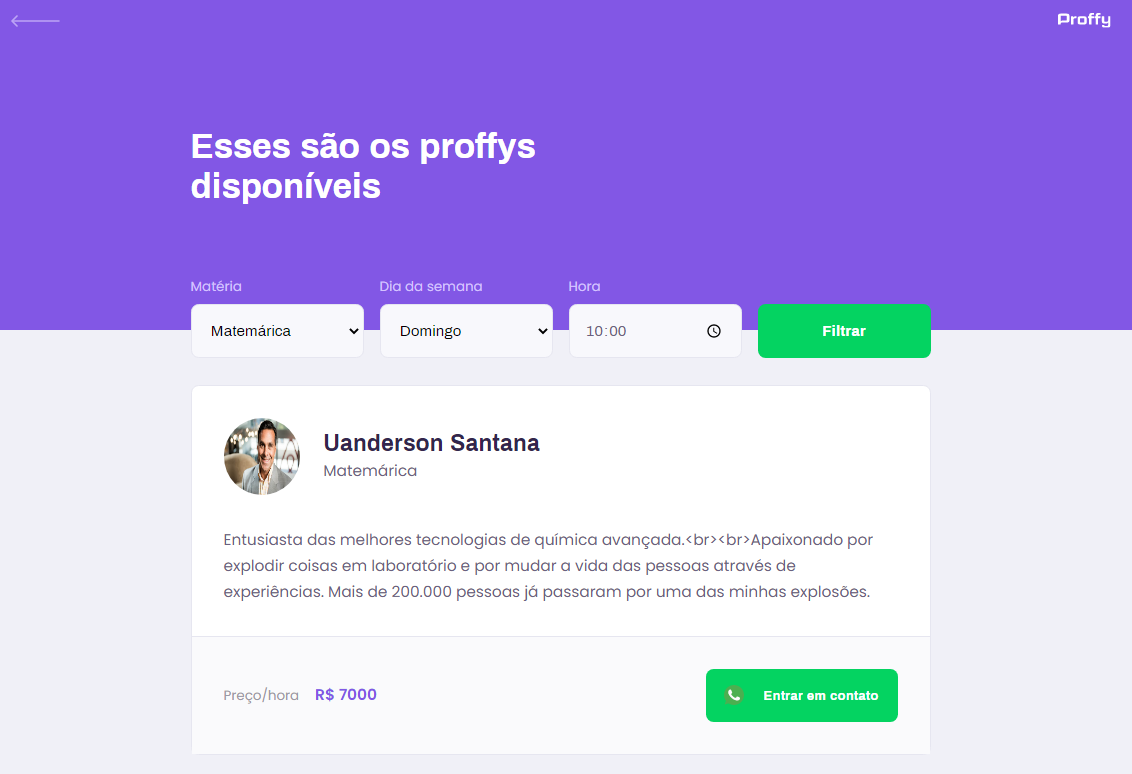 Proffy
Esses são os proffys
disponíveis
Matéria Dia da semana Hora
Matemárica Domingo 10:00 Filtrar
Uanderson Santana
Matemárica
Entusiasta das melhores tecnologias de química avançada.<br><br>Apaixonado por
explodir coisas em laboratório e por mudar a vida das pessoas através de
experiências. Mais de 200.000 pessoas já passaram por uma das minhas explosões.
Preço/hora R$ 7000 Entrar em contato